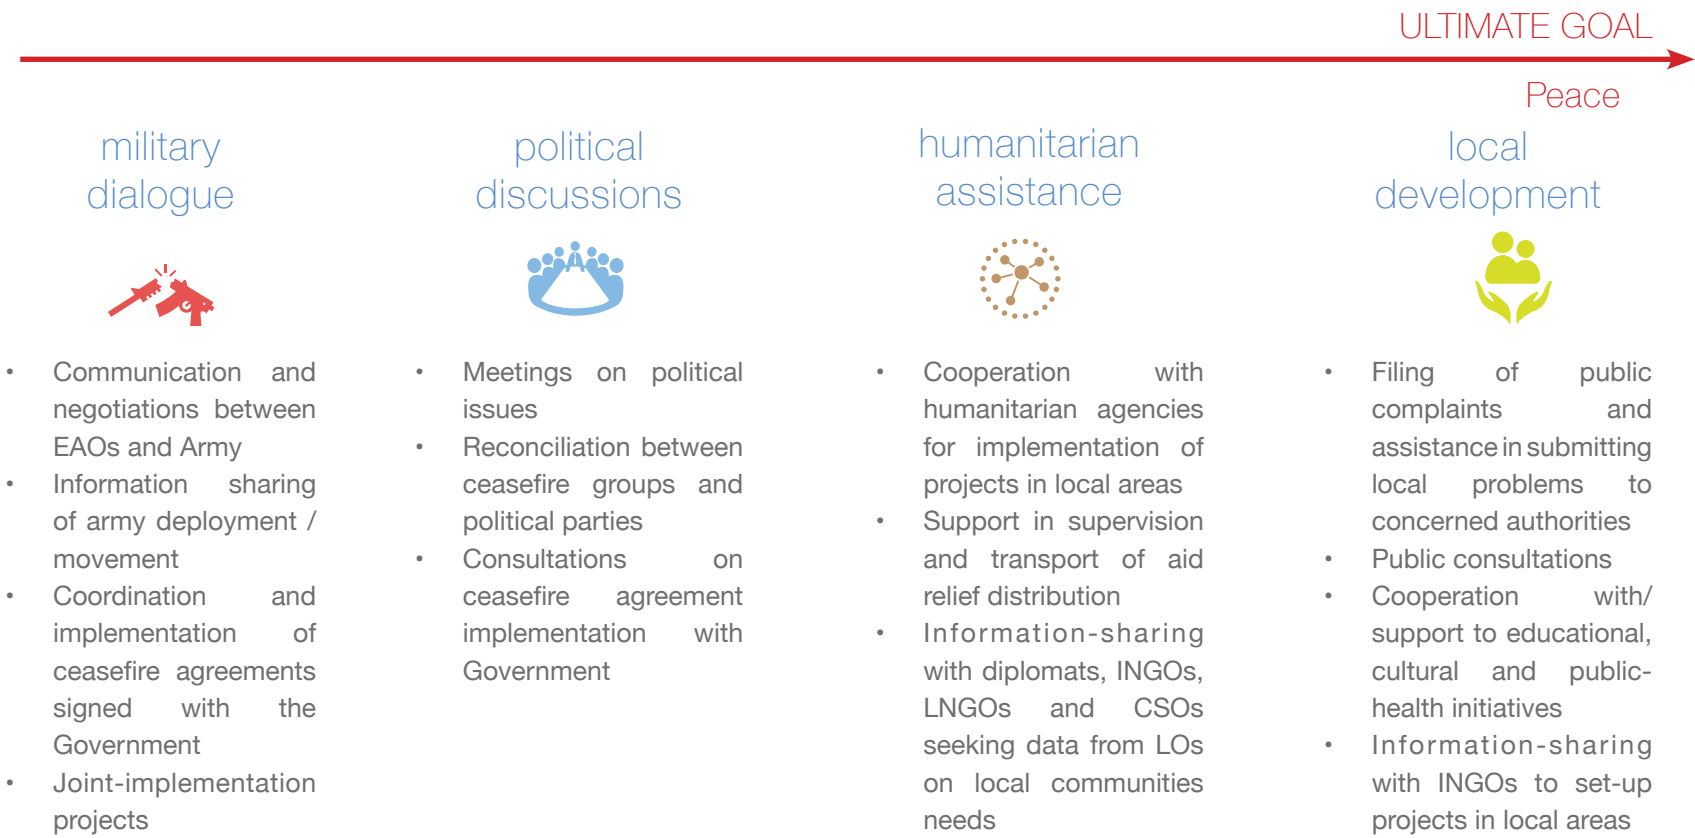 ULTIMATE GOAL
Peace
military
dialogue
• Communication and
negotiations between
EAOs and Army
• Information sharing
of army deployment /
movement
• Coordination and
implementation of
ceasefire agreements
signed with the
Government
• Joint-implementation
projects
political
discussions
• Meetings on political
issues
• Reconciliation between
ceasefire groups and
political parties
• Consultations on
ceasefire agreement
implementation with
Government
humanitarian
assistance
• Cooperation with
humanitarian agencies
for implementation of
projects in local areas
• Support in supervision
and transport of aid
relief distribution
• Information-sharing
with diplomats, INGOs,
LNGOs and CSOs
seeking data from LOs
on local communities
needs
local
development
• Filing of public
complaints and
assistance in submitting
local problems to
concerned authorities
• Public consultations
• Cooperation with/
support to educational,
cultural and public-
health initiatives
• Information-sharing
with INGOs to set-up
projects in local areas